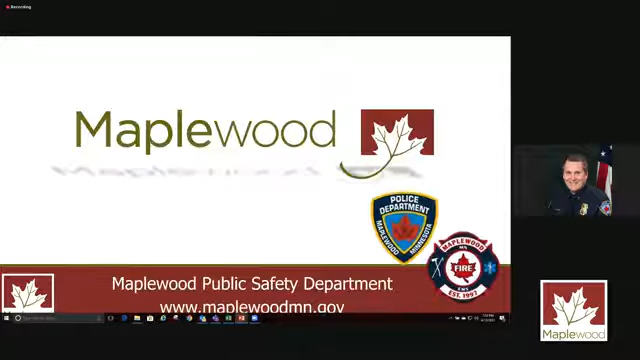 Recording
Maplewood
POLICE
DEPARTMENT
MAPLEWOOD
MINNESOTA
MAPLEWOOD
FIRE
EST. 1997
Maplewood Public Safety Department
www.maplewoodmn.gov
Maplewood